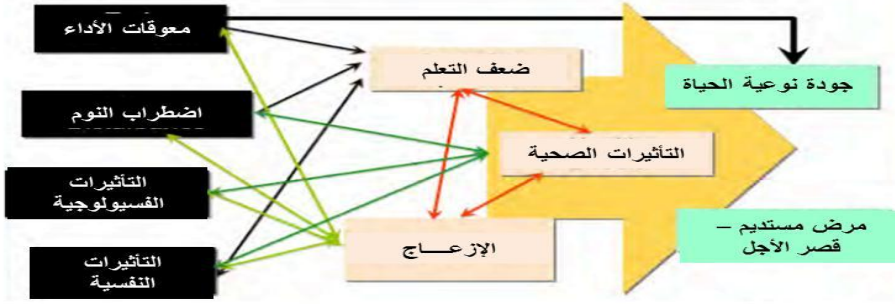 معوقات الأداء
ضعف التعلم
جودة نوعية الحياة
اضطراب النوم
التأثيرات الصحية
التأثيرات
الفسيولوجية
الإزعـــــاج
مرض مستديم –
قصر الأجل
التأثيرات
النفسية